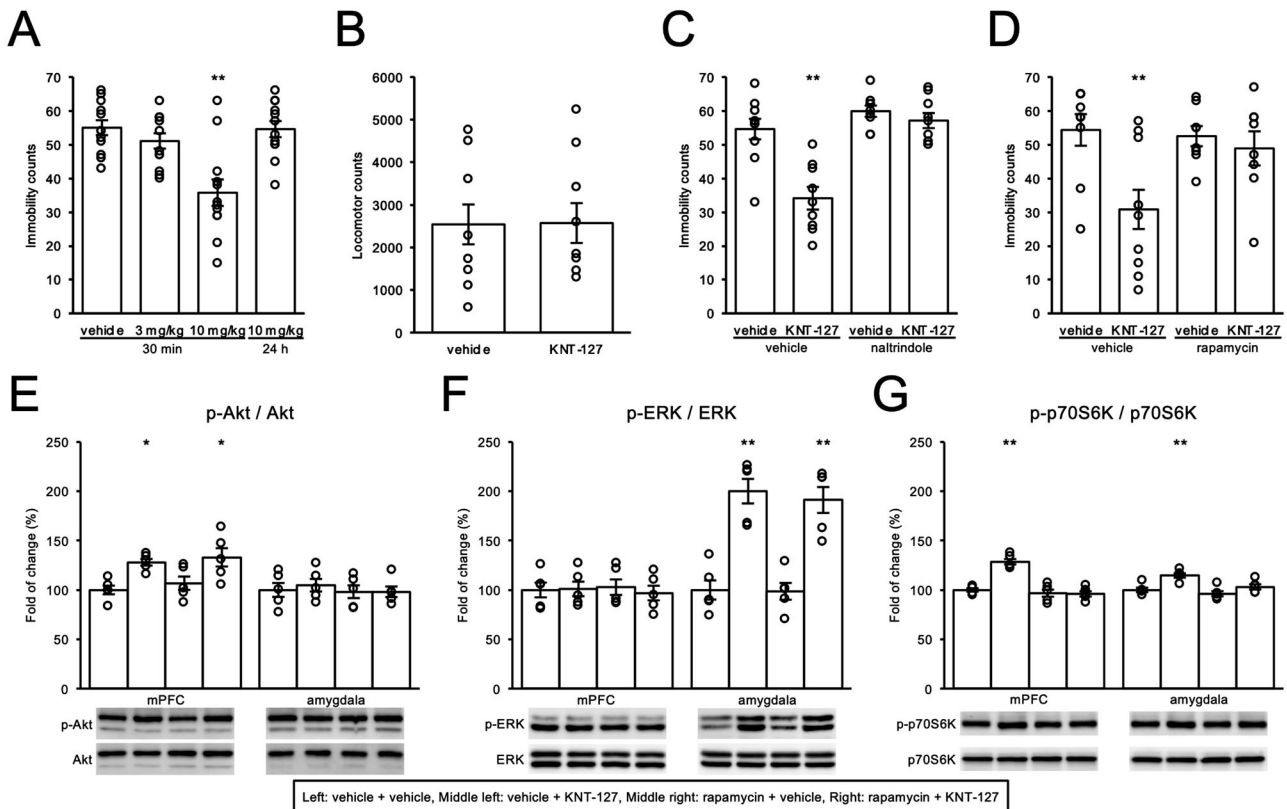 A
B
C
D
Immobility counts
70
60
50
40
30
20
10
0
**
vehide 3 mg/kg 10 mg/kg 10 mg/kg
30 min 24 h
Locomotor counts
6000
5000
4000
3000
2000
1000
0
vehide KNT-127
Immobility counts
70
60
50
40
30
20
10
0
**
vehide KNT-127 vehide KNT-127
vehicle naltrindole
Immobility counts
70
60
50
40
30
20
10
0
**
vehide KNT-127 vehide KNT-127
vehicle rapamycin
E
p-Akt / Akt
Fold of change (%)
250
200
150
100
50
0
* *
mPFC amygdala
p-Akt
Akt
F
p-ERK / ERK
Fold of change (%)
250
200
150
100
50
0
** **
mPFC amygdala
p-ERK
ERK
G
p-p70S6K / p70S6K
Fold of change (%)
250
200
150
100
50
0
** **
mPFC amygdala
p-p70S6K
p70S6K
Left: vehicle + vehicle, Middle left: vehicle + KNT-127, Middle right: rapamycin + vehicle, Right: rapamycin + KNT-127